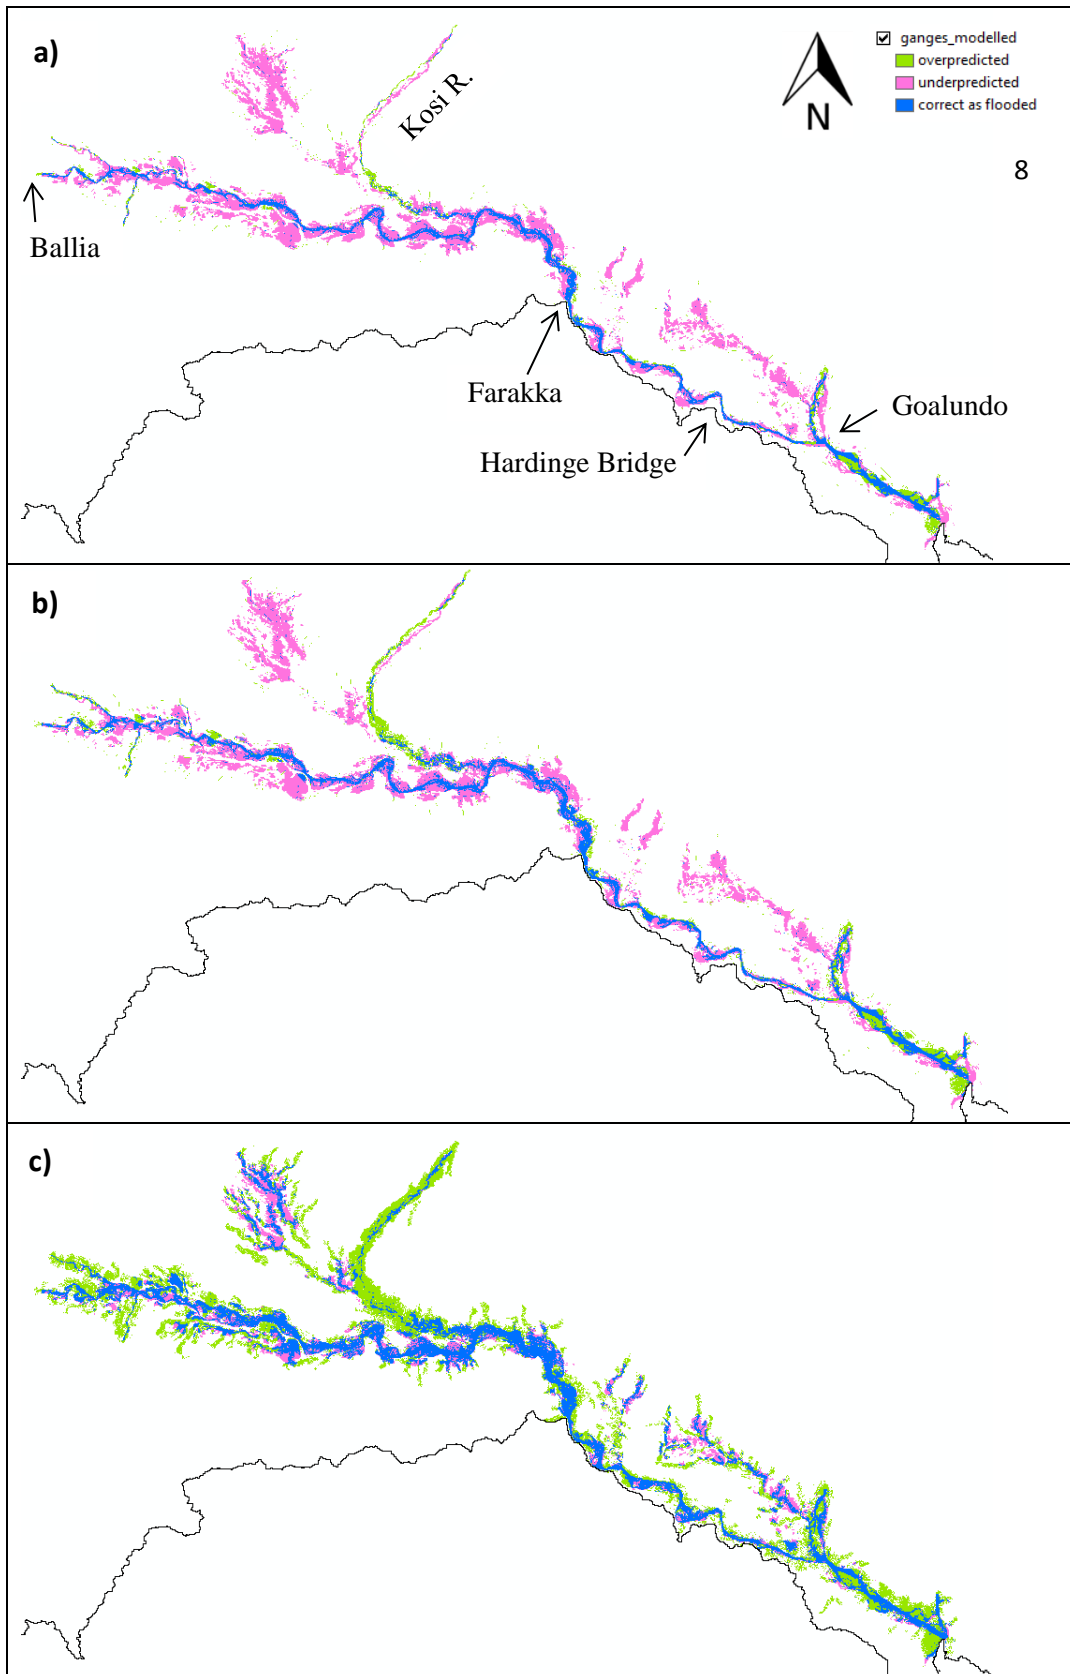 a)
Kosi R.
N
ganges_modelled
overpredicted
underpredicted
correct as flooded
8
Ballia
Farakka
Goalundo
Hardinge Bridge
b)
c)